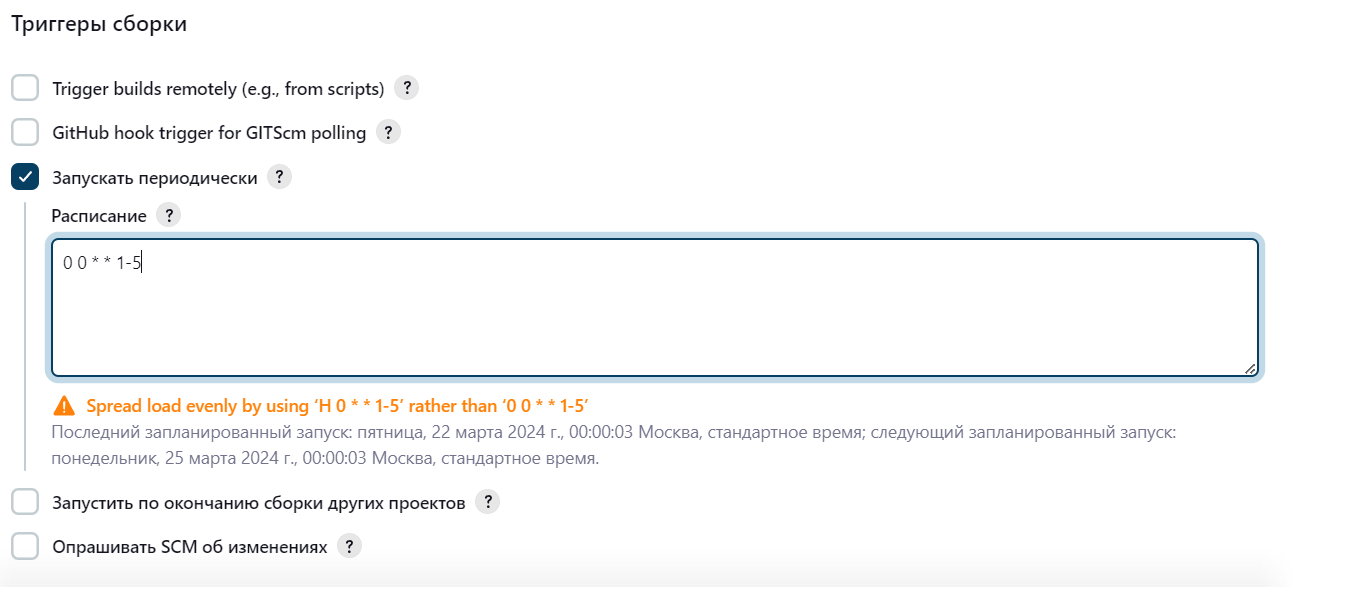 Триггеры сборки
Trigger builds remotely (e.g., from scripts) ?
GitHub hook trigger for GITScm polling ?
Запускать периодически ?
Расписание ?
0 0 * * 1-5
Spread load evenly by using ‘H 0 * * 1-5’ rather than ‘0 0 * * 1-5’
Последний запланированный запуск: пятница, 22 марта 2024 г., 00:00:03 Москва, стандартное время; следующий запланированный запуск:
понедельник, 25 марта 2024 г., 00:00:03 Москва, стандартное время.
Запустить по окончанию сборки других проектов ?
Опрашивать SCM об изменениях ?